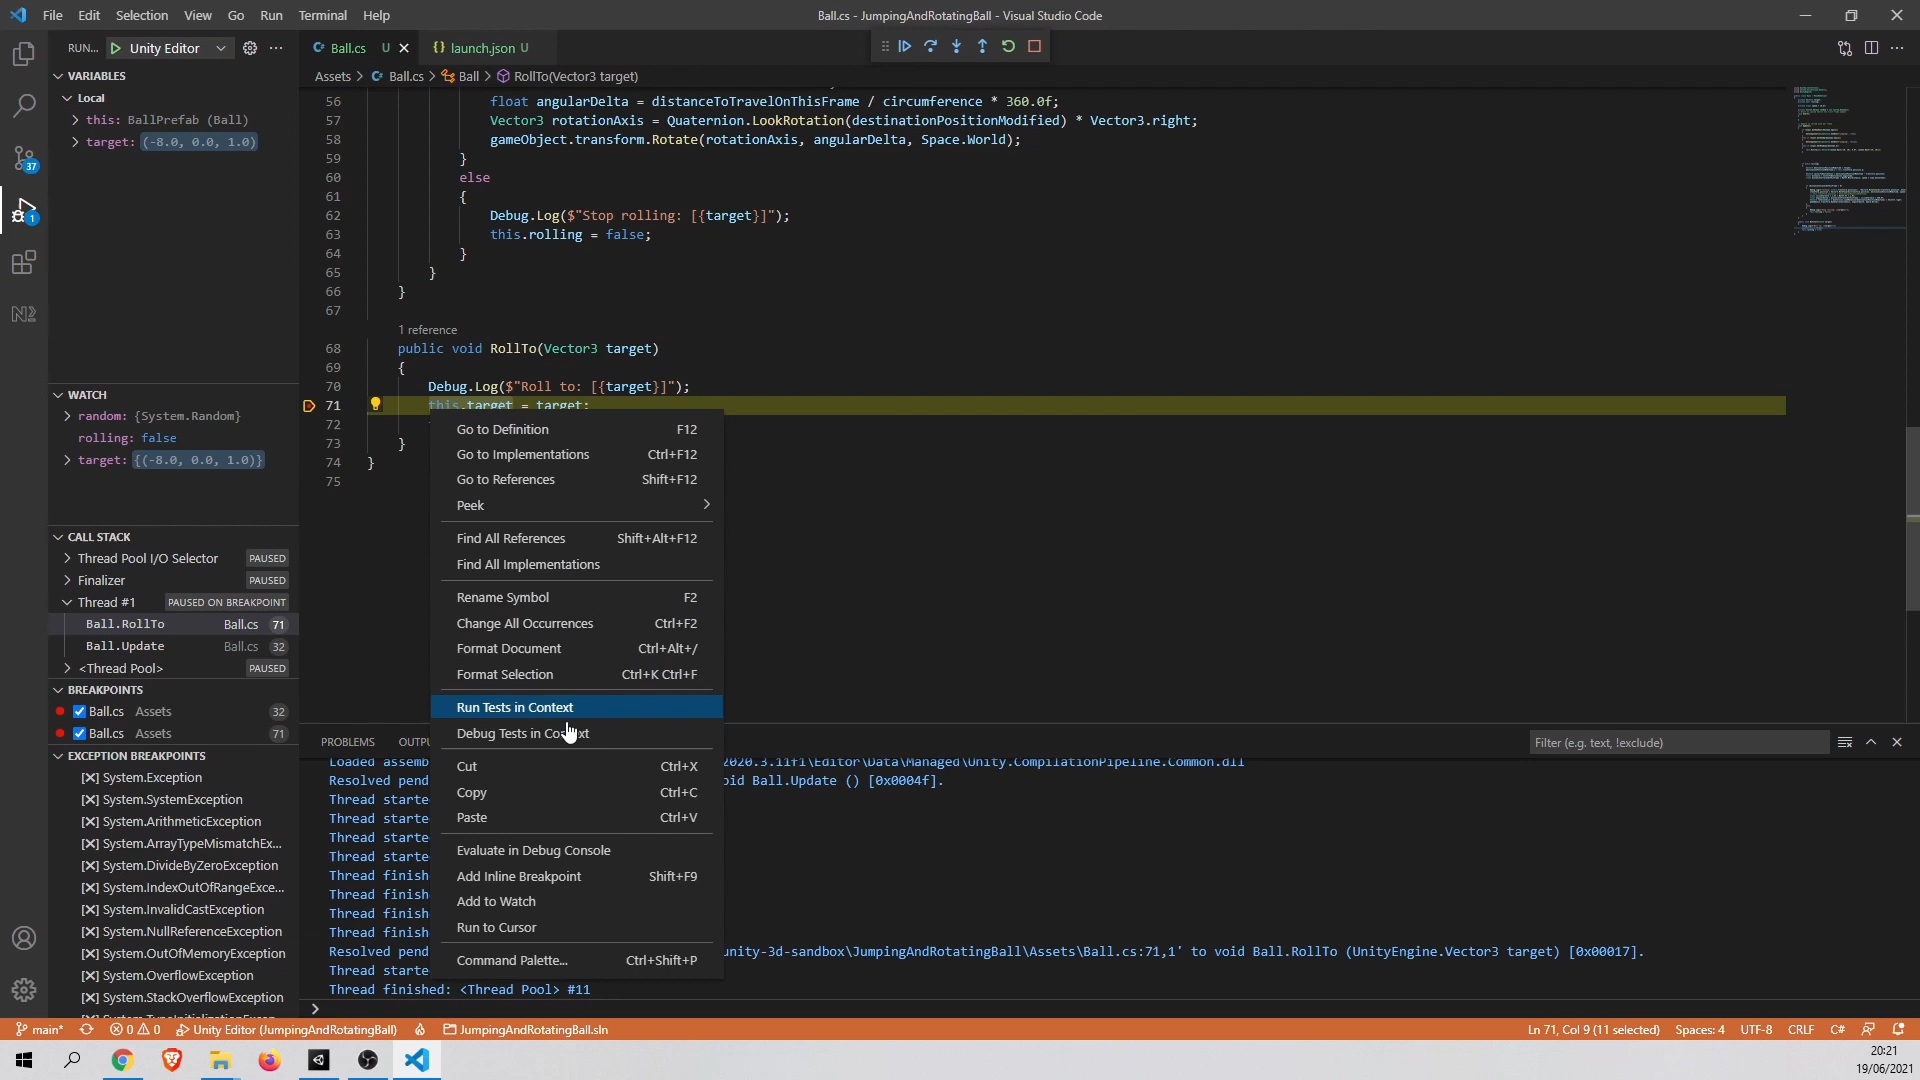 File Edit Selection View Go Run Terminal Help
Ball.cs - JumpingAndRotatingBall - Visual Studio Code
RUN... Unity Editor
Ball.cs U
{} launch.json U
Assets > Ball.cs > Ball > RollTo(Vector3 target)
VARIABLES
Local
this: BallPrefab (Ball)
target: (-8.0, 0.0, 1.0)
WATCH
random: {System.Random}
rolling: false
target: {(-8.0, 0.0, 1.0)}
CALL STACK
Thread Pool I/O Selector PAUSED
Finalizer PAUSED
Thread #1 PAUSED ON BREAKPOINT
Ball.RollTo Ball.cs 71
Ball.Update Ball.cs 32
<Thread Pool> PAUSED
BREAKPOINTS
Ball.cs Assets 32
Ball.cs Assets 71
EXCEPTION BREAKPOINTS
[X] System.Exception
[X] System.SystemException
[X] System.ArithmeticException
[X] System.ArrayTypeMismatchEx...
[X] System.DivideByZeroException
[X] System.IndexOutOfRangeExce...
[X] System.InvalidCastException
[X] System.NullReferenceException
[X] System.OutOfMemoryException
[X] System.OverflowException
[X] System.StackOverflowException
37
1
56 float angularDelta = distanceToTravelOnThisFrame / circumference * 360.0f;
57 Vector3 rotationAxis = Quaternion.LookRotation(destinationPositionModified) * Vector3.right;
58 gameObject.transform.Rotate(rotationAxis, angularDelta, Space.World);
59 }
60 else
61 {
62 Debug.Log($"Stop rolling: [{target}]");
63 this.rolling = false;
64 }
65 }
66 }
67
1 reference
68 public void RollTo(Vector3 target)
69 {
70 Debug.Log($"Roll to: [{target}]");
71 this.target = target;
72
73 }
74 }
75
Go to Definition F12
Go to Implementations Ctrl+F12
Go to References Shift+F12
Peek
Find All References Shift+Alt+F12
Find All Implementations
Rename Symbol F2
Change All Occurrences Ctrl+F2
Format Document Ctrl+Alt+/
Format Selection Ctrl+K Ctrl+F
Run Tests in Context
Debug Tests in Context
Cut Ctrl+X
Copy Ctrl+C
Paste Ctrl+V
Evaluate in Debug Console
Add Inline Breakpoint Shift+F9
Add to Watch
Run to Cursor
Command Palette... Ctrl+Shift+P
PROBLEMS OUTPU
Filter (e.g. text, !exclude)
Loaded assemb 2020.3.11f1\Editor\Data\Managed\Unity.CompilationPipeline.Common.dll
Resolved pend oid Ball.Update () [0x0004f].
Thread starte
Thread starte
Thread starte
Thread starte
Thread finish
Thread finish
Thread finish
Thread finish
Resolved pend unity-3d-sandbox\JumpingAndRotatingBall\Assets\Ball.cs:71,1' to void Ball.RollTo (UnityEngine.Vector3 target) [0x00017].
Thread starte
Thread finished: <Thread Pool> #11
main* 0 0 Unity Editor (JumpingAndRotatingBall) JumpingAndRotatingBall.sln
Ln 71, Col 9 (11 selected) Spaces: 4 UTF-8 CRLF C#
20:21
19/06/2021